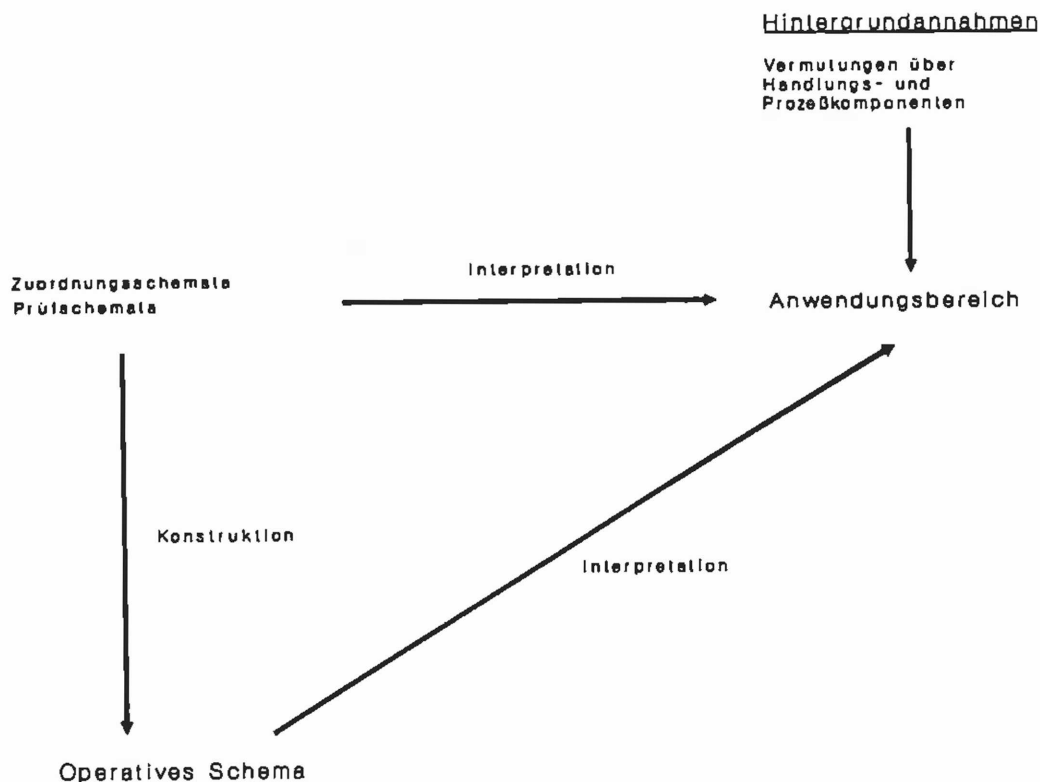 Hintergrundannahmen
Vermutungen über
Handlungs- und
Prozeßkomponenten
Interpretation
Zuordnungsschemata
Prüfschemata
Anwendungsbereich
Konstruktion
Interpretation
Operatives Schema